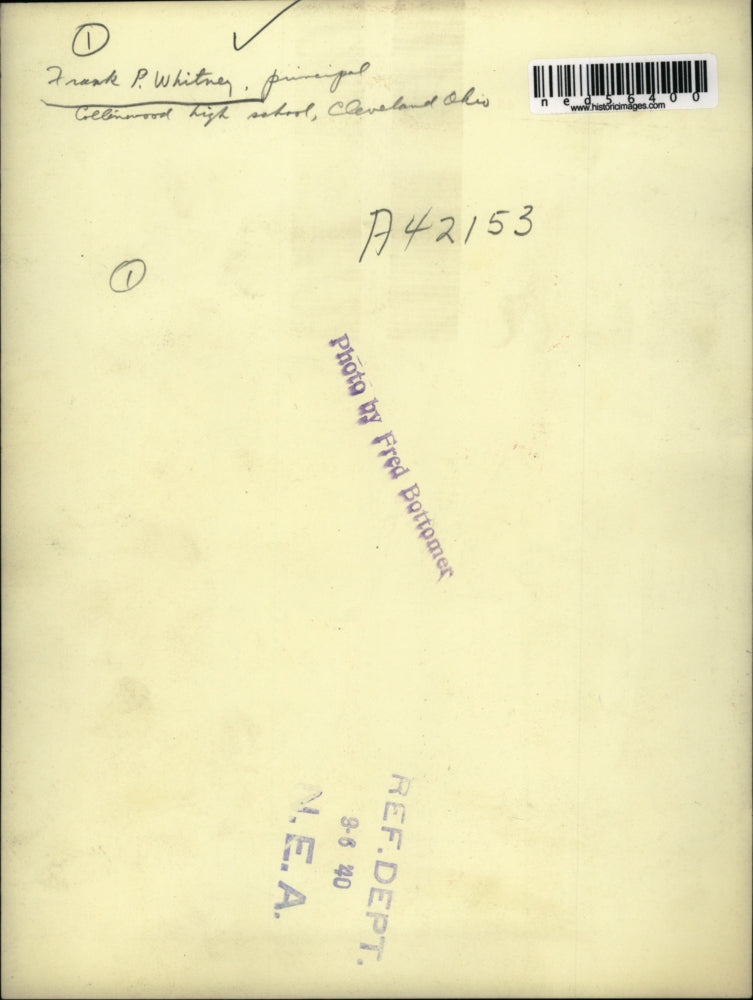 1
Frank P. Whitney, principal
Collinwood high school, Cleveland Ohio
ned56400
www.historicimages.com
A42153
1
Photo by Fred Bottomer
REF. DEPT.
9-6 '40
N.E.A.